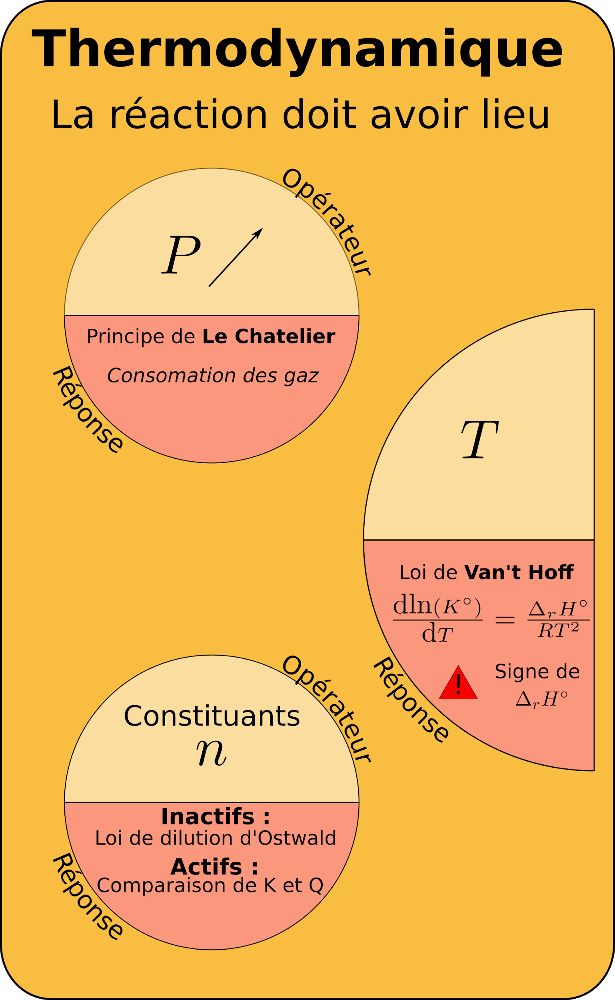 Thermodynamique
La réaction doit avoir lieu
Opérateur
P
Principe de Le Chatelier
Consomation des gaz
Réponse
T
Loi de Van't Hoff
dln(K°)/dT = ΔrH°/RT²
! Signe de
ΔrH°
Réponse
Opérateur
Constituants
n
Inactifs :
Loi de dilution d'Ostwald
Actifs :
Comparaison de K et Q
Réponse